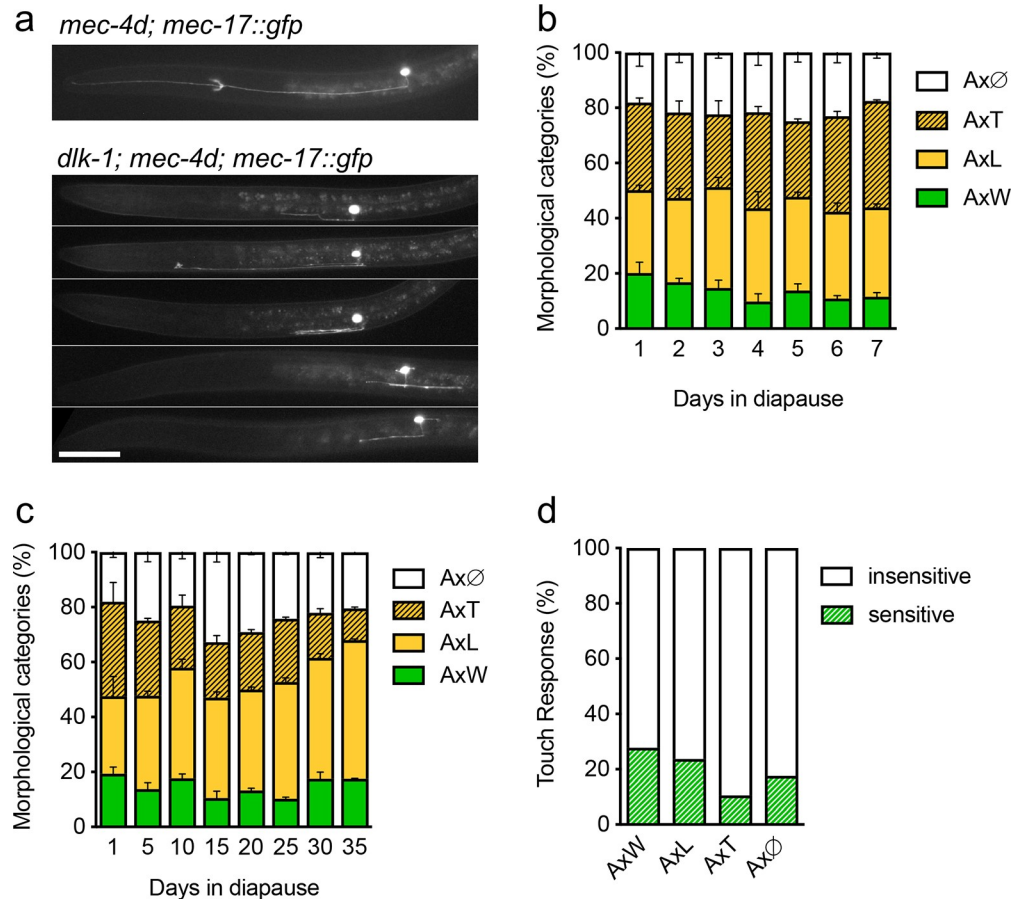 a
mec-4d; mec-17::gfp
dlk-1; mec-4d; mec-17::gfp
b
Morphological categories (%)
100
80
60
40
20
0
1 2 3 4 5 6 7
Days in diapause
AxØ
AxT
AxL
AxW
c
Morphological categories (%)
100
80
60
40
20
0
1 5 10 15 20 25 30 35
Days in diapause
AxØ
AxT
AxL
AxW
d
Touch Response (%)
100
80
60
40
20
0
AxW AxL AxT AxØ
insensitive
sensitive